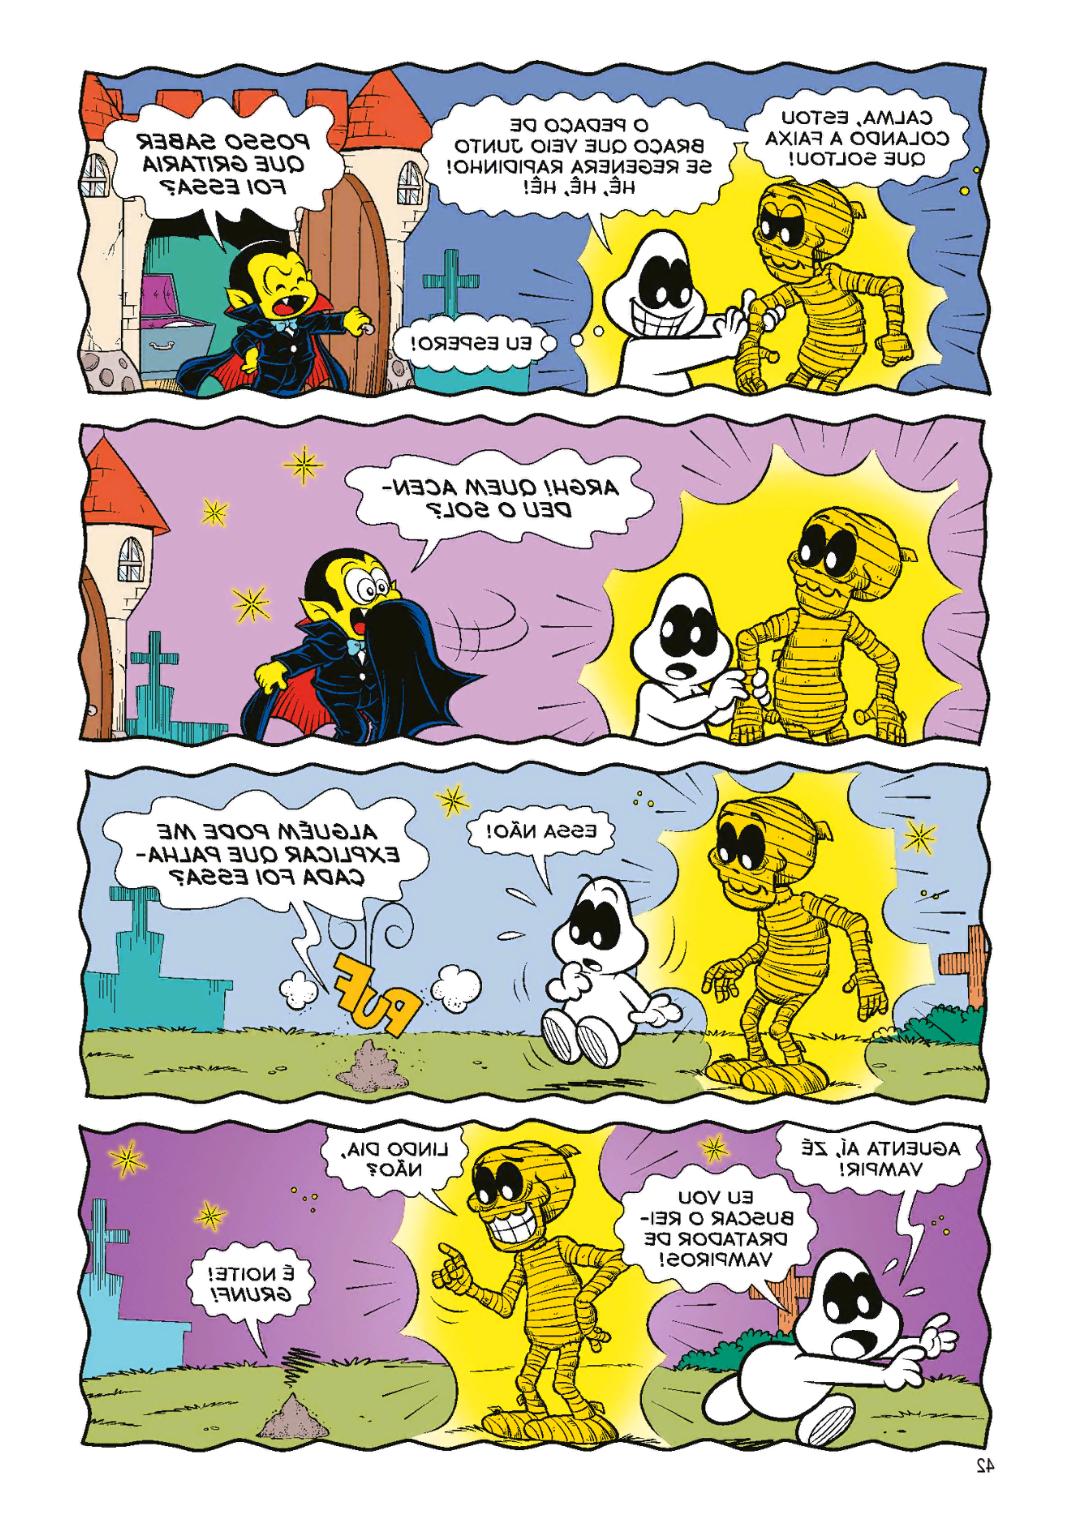 CALMA, ESTOU
COLANDO A FAIXA
QUE SOLTOU!
O PEDAÇO DE
BRAÇO QUE VEIO JUNTO
SE REGENERA RAPIDINHO!
HÊ, HÊ, HÊ!
EU ESPERO!
POSSO SABER
QUE GRITARIA
FOI ESSA?
ARGH! QUEM ACEN-
DEU O SOL?
ESSA NÃO!
PUF
ALGUÉM PODE ME
EXPLICAR QUE PALHA-
ÇADA FOI ESSA?
AGUENTA AÍ, ZÉ
VAMPIR!
EU VOU
BUSCAR O REI-
DRATADOR DE
VAMPIROS!
LINDO DIA,
NÃO?
É NOITE!
GRUNF!
42